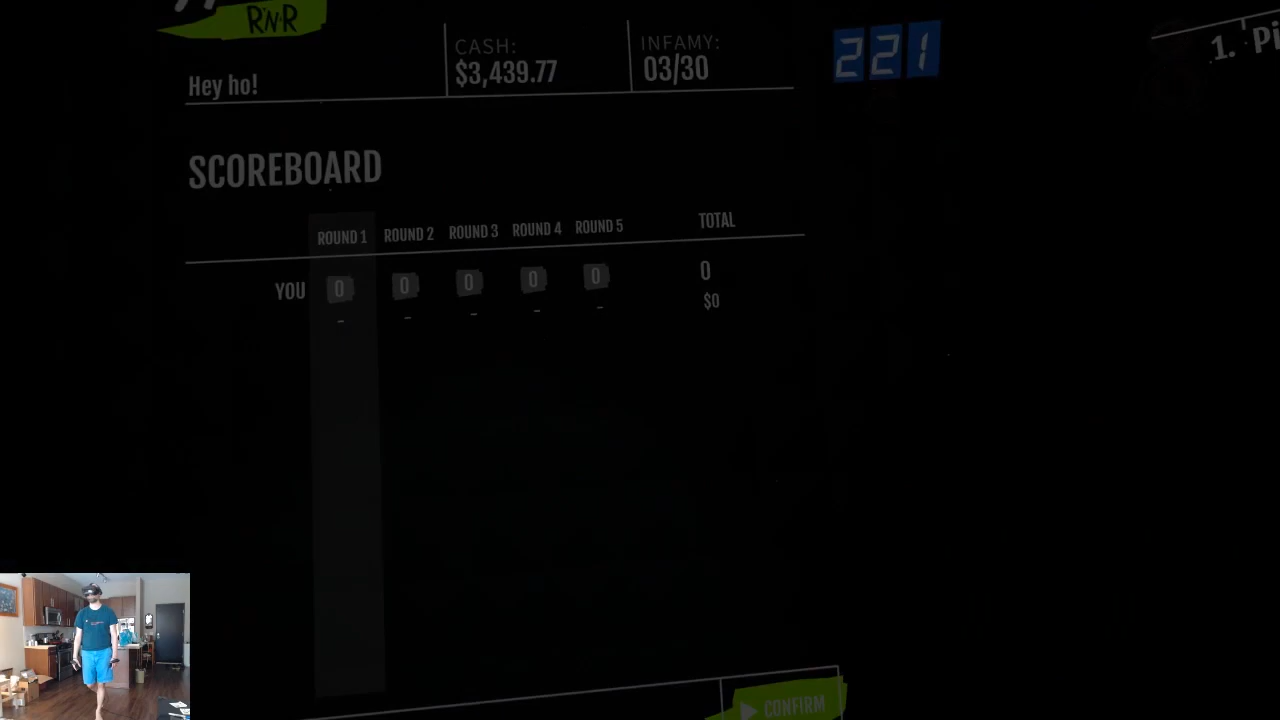 R'N'R
Hey ho!
CASH:
$3,439.77
INFAMY:
03/30
221
1. Pi
SCOREBOARD
ROUND 1 ROUND 2 ROUND 3 ROUND 4 ROUND 5 TOTAL
YOU 0 0 0 0 0 0
- - - - - $0
CONFIRM